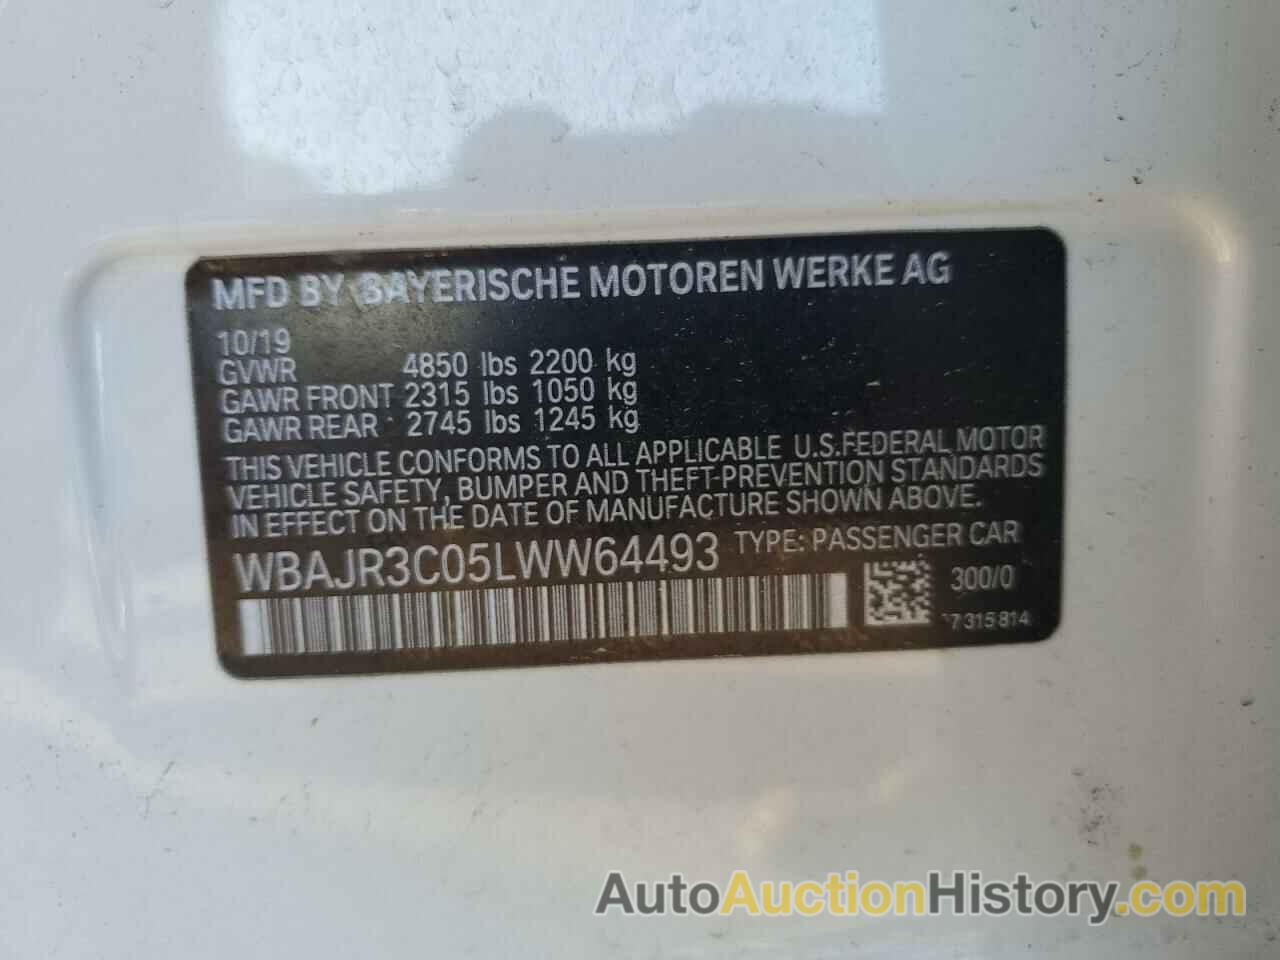 MFD BY BAYERISCHE MOTOREN WERKE AG
10/19
GVWR 4850 lbs 2200 kg
GAWR FRONT 2315 lbs 1050 kg
GAWR REAR 2745 lbs 1245 kg
THIS VEHICLE CONFORMS TO ALL APPLICABLE U.S.FEDERAL MOTOR
VEHICLE SAFETY, BUMPER AND THEFT-PREVENTION STANDARDS
IN EFFECT ON THE DATE OF MANUFACTURE SHOWN ABOVE.
WBAJR3C05LWW64493 TYPE: PASSENGER CAR
300/0
7 315 814
AutoAuctionHistory.com